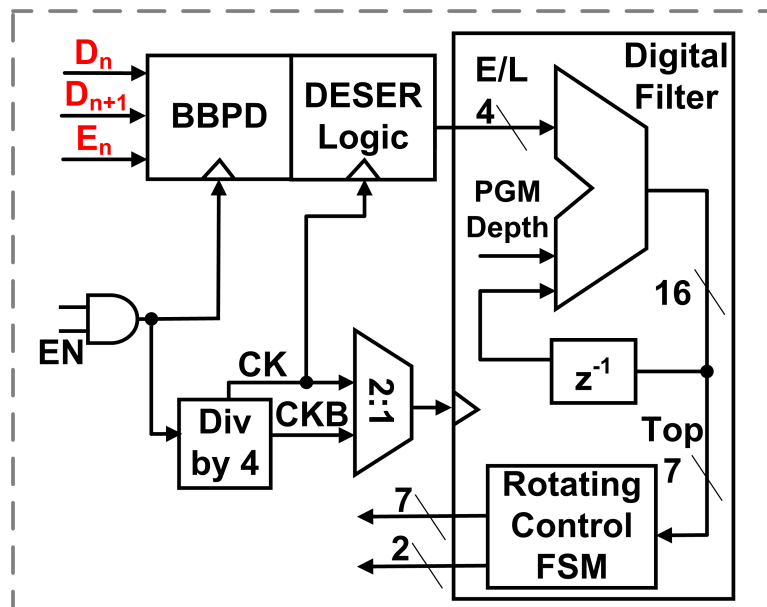 Dn
Dn+1
En
BBPD
DESER
Logic
E/L
4
Digital
Filter
PGM
Depth
16
EN
CK
CKB
2:1
Div
by 4
z-1
Top
7
Rotating
Control
FSM
7
2